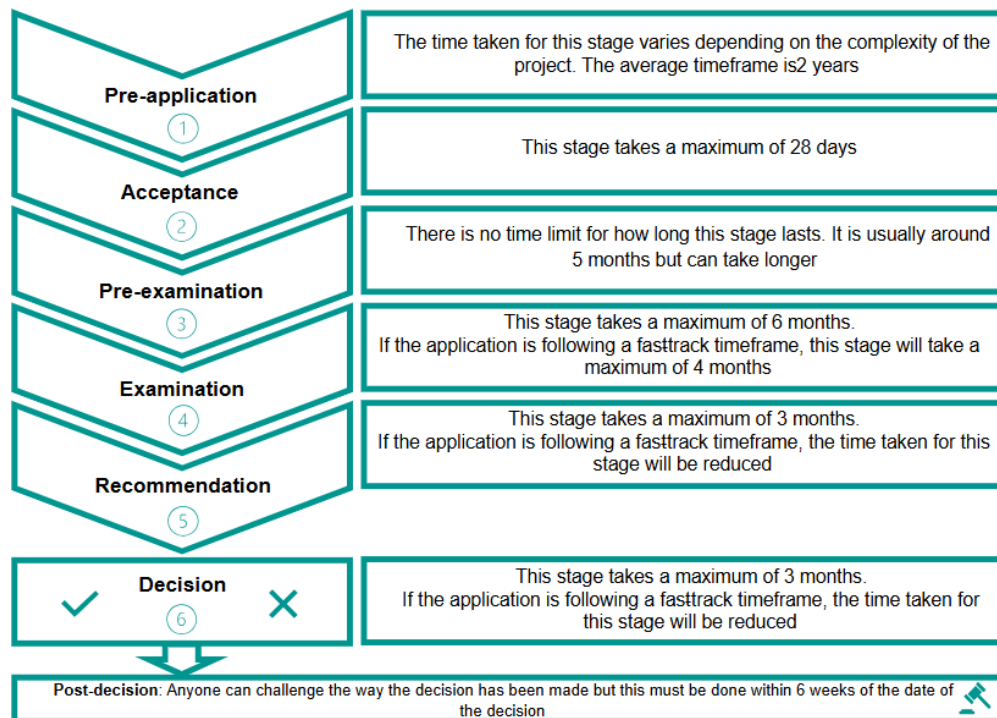 Pre-application
1
The time taken for this stage varies depending on the complexity of the
project. The average timeframe is2 years
Acceptance
2
This stage takes a maximum of 28 days
Pre-examination
3
There is no time limit for how long this stage lasts. It is usually around
5 months but can take longer
Examination
4
This stage takes a maximum of 6 months.
If the application is following a fasttrack timeframe, this stage will take a
maximum of 4 months
Recommendation
5
This stage takes a maximum of 3 months.
If the application is following a fasttrack timeframe, the time taken for this
stage will be reduced
Decision
6
This stage takes a maximum of 3 months.
If the application is following a fasttrack timeframe, the time taken for
this stage will be reduced
Post-decision: Anyone can challenge the way the decision has been made but this must be done within 6 weeks of the date of
the decision